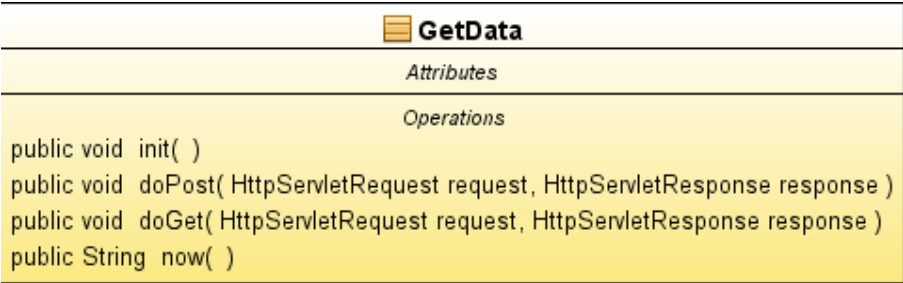 GetData
Attributes
Operations
public void init( )
public void doPost( HttpServletRequest request, HttpServletResponse response )
public void doGet( HttpServletRequest request, HttpServletResponse response )
public String now( )